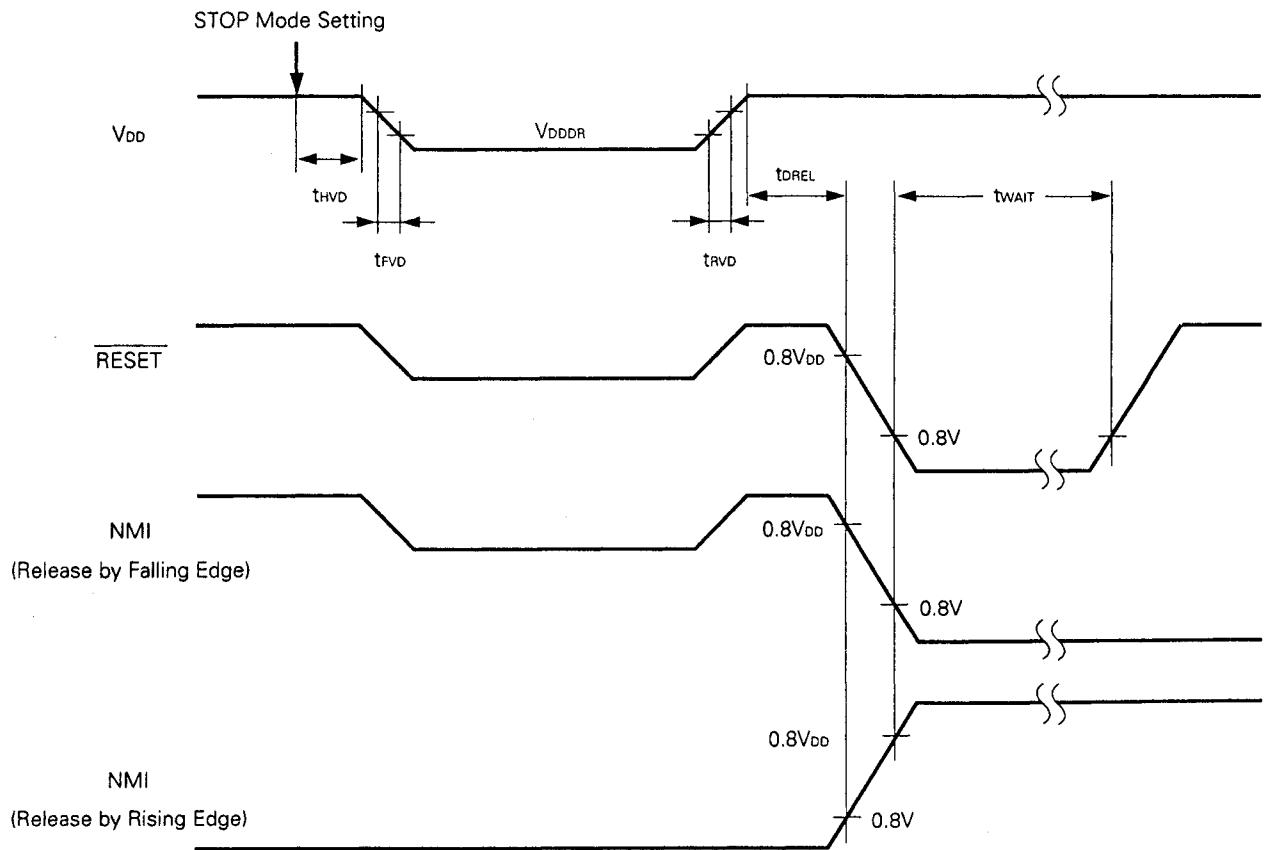 STOP Mode Setting
VDD
VDDDR
tHVD
tFVD
tRVD
tDREL
tWAIT
RESET
0.8VDD
0.8V
NMI
(Release by Falling Edge)
0.8VDD
0.8V
NMI
(Release by Rising Edge)
0.8VDD
0.8V